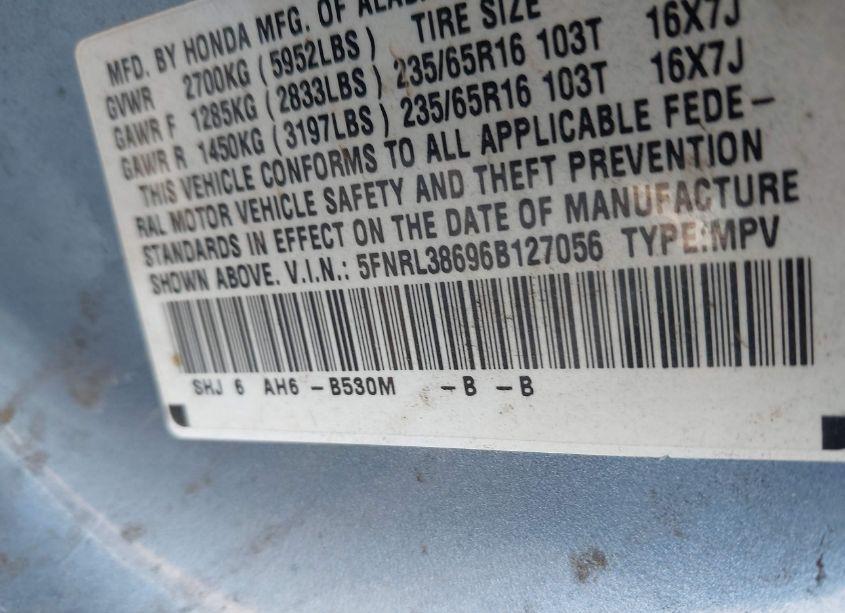 MFD. BY HONDA MFG. OF
GVWR 2700KG (5952LBS) TIRE SIZE
GAWR F 1285KG (2833LBS) 235/65R16 103T 16X7J
GAWR R 1450KG (3197LBS) 235/65R16 103T 16X7J
THIS VEHICLE CONFORMS TO ALL APPLICABLE FEDE-
RAL MOTOR VEHICLE SAFETY AND THEFT PREVENTION
STANDARDS IN EFFECT ON THE DATE OF MANUFACTURE
SHOWN ABOVE. V.I.N.: 5FNRL38696B127056 TYPE:MPV
SHJ 6 AH6 -B530M -B -B